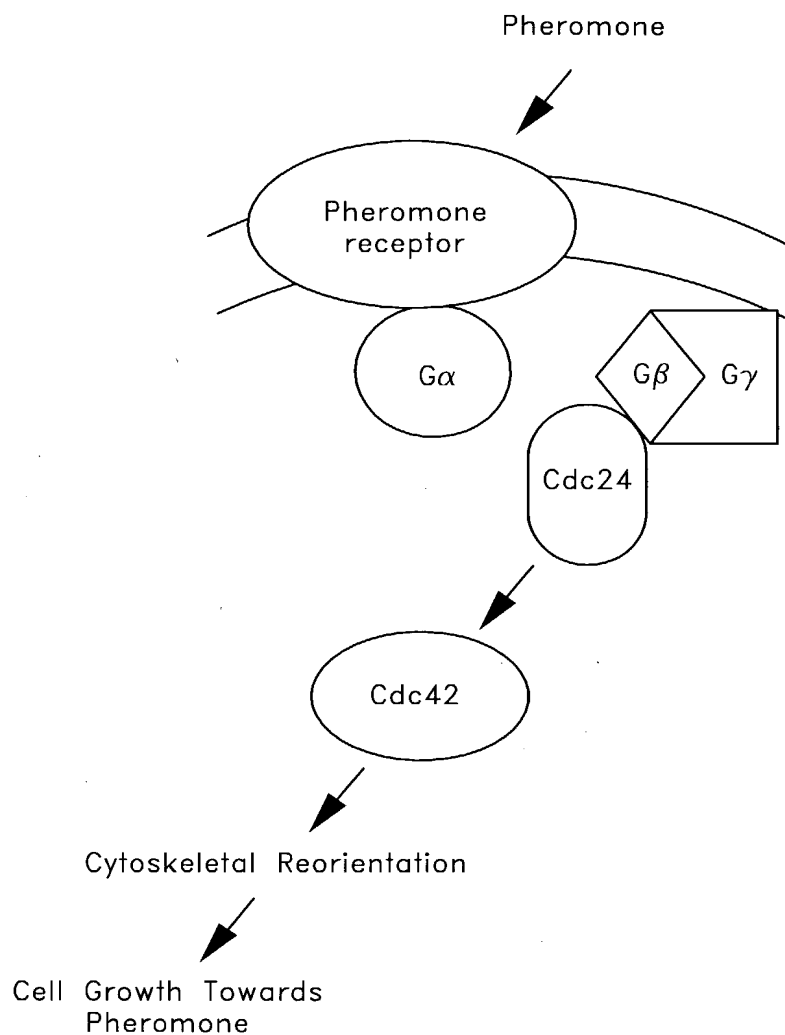 Pheromone
Pheromone
receptor
Gα
Gβ
Gγ
Cdc24
Cdc42
Cytoskeletal Reorientation
Cell Growth Towards
Pheromone